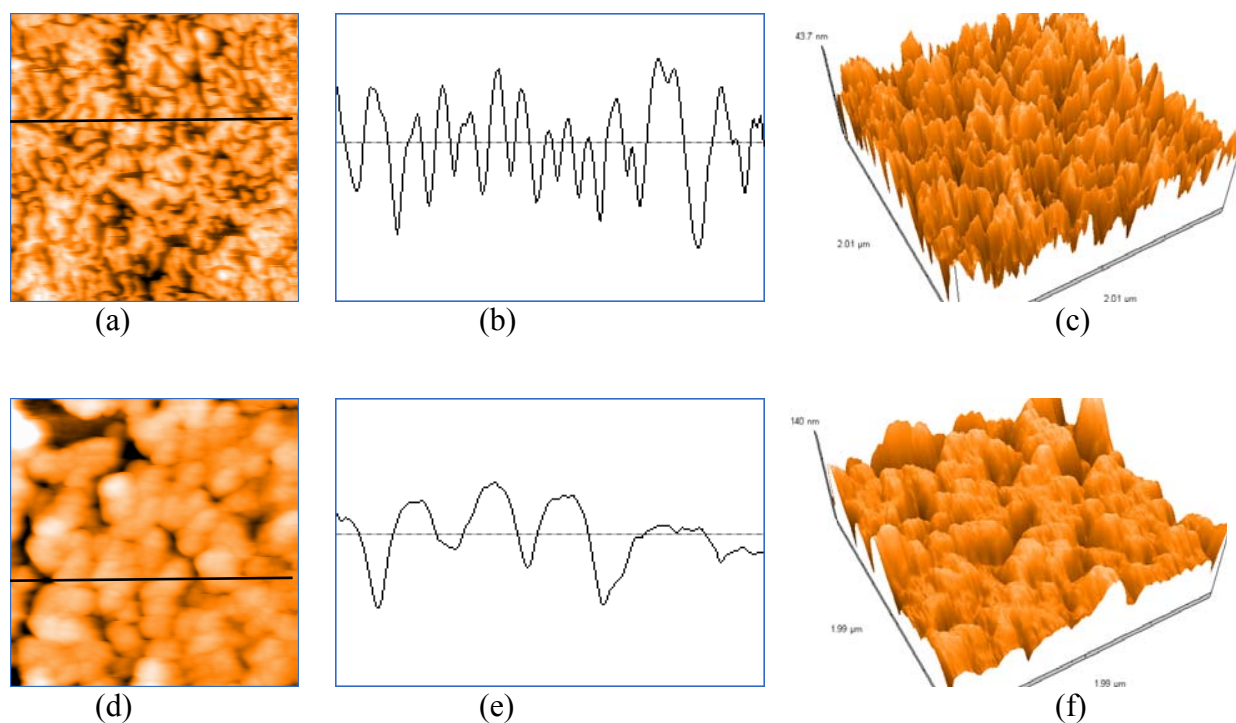 43.7 nm
2.01 µm
2.01 µm
(a)
(b)
(c)
140 nm
1.99 µm
1.99 µm
(d)
(e)
(f)